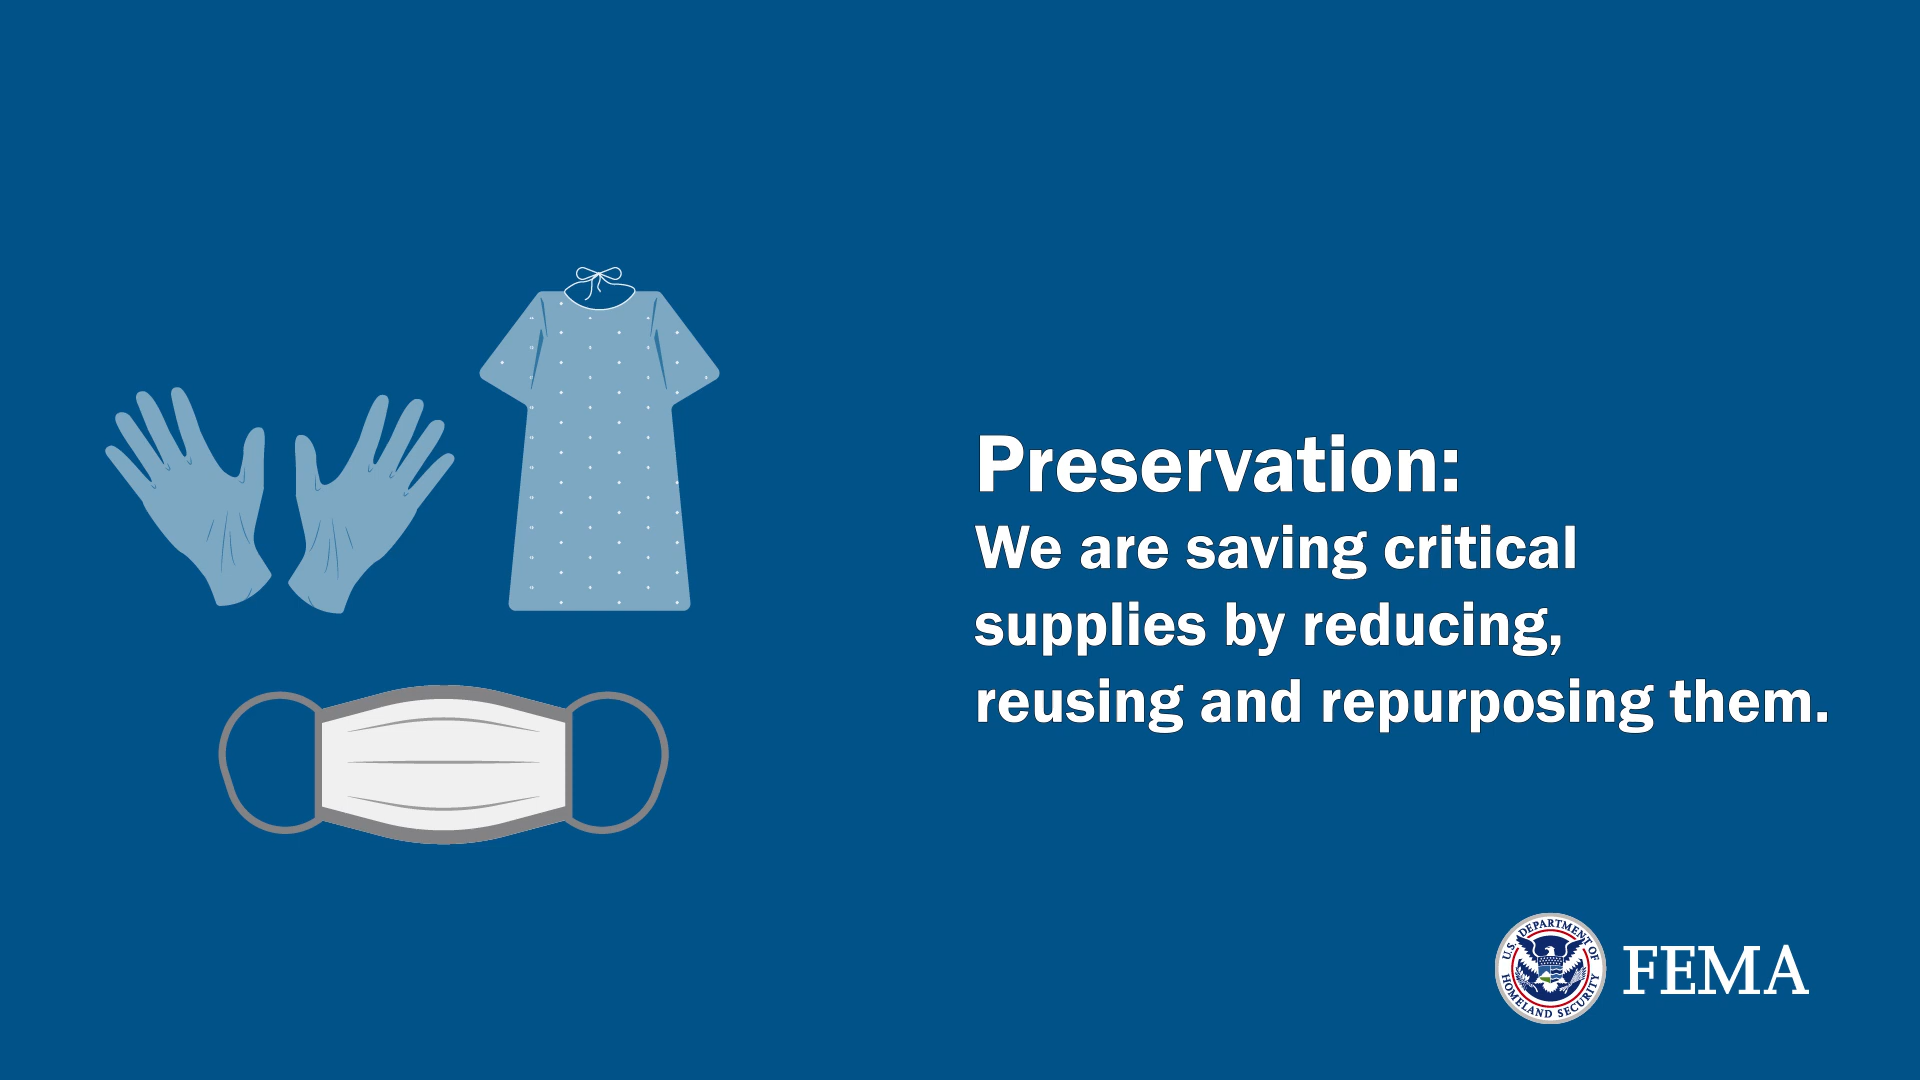 Preservation:
We are saving critical
supplies by reducing,
reusing and repurposing them.
U.S. DEPARTMENT OF
HOMELAND SECURITY
FEMA